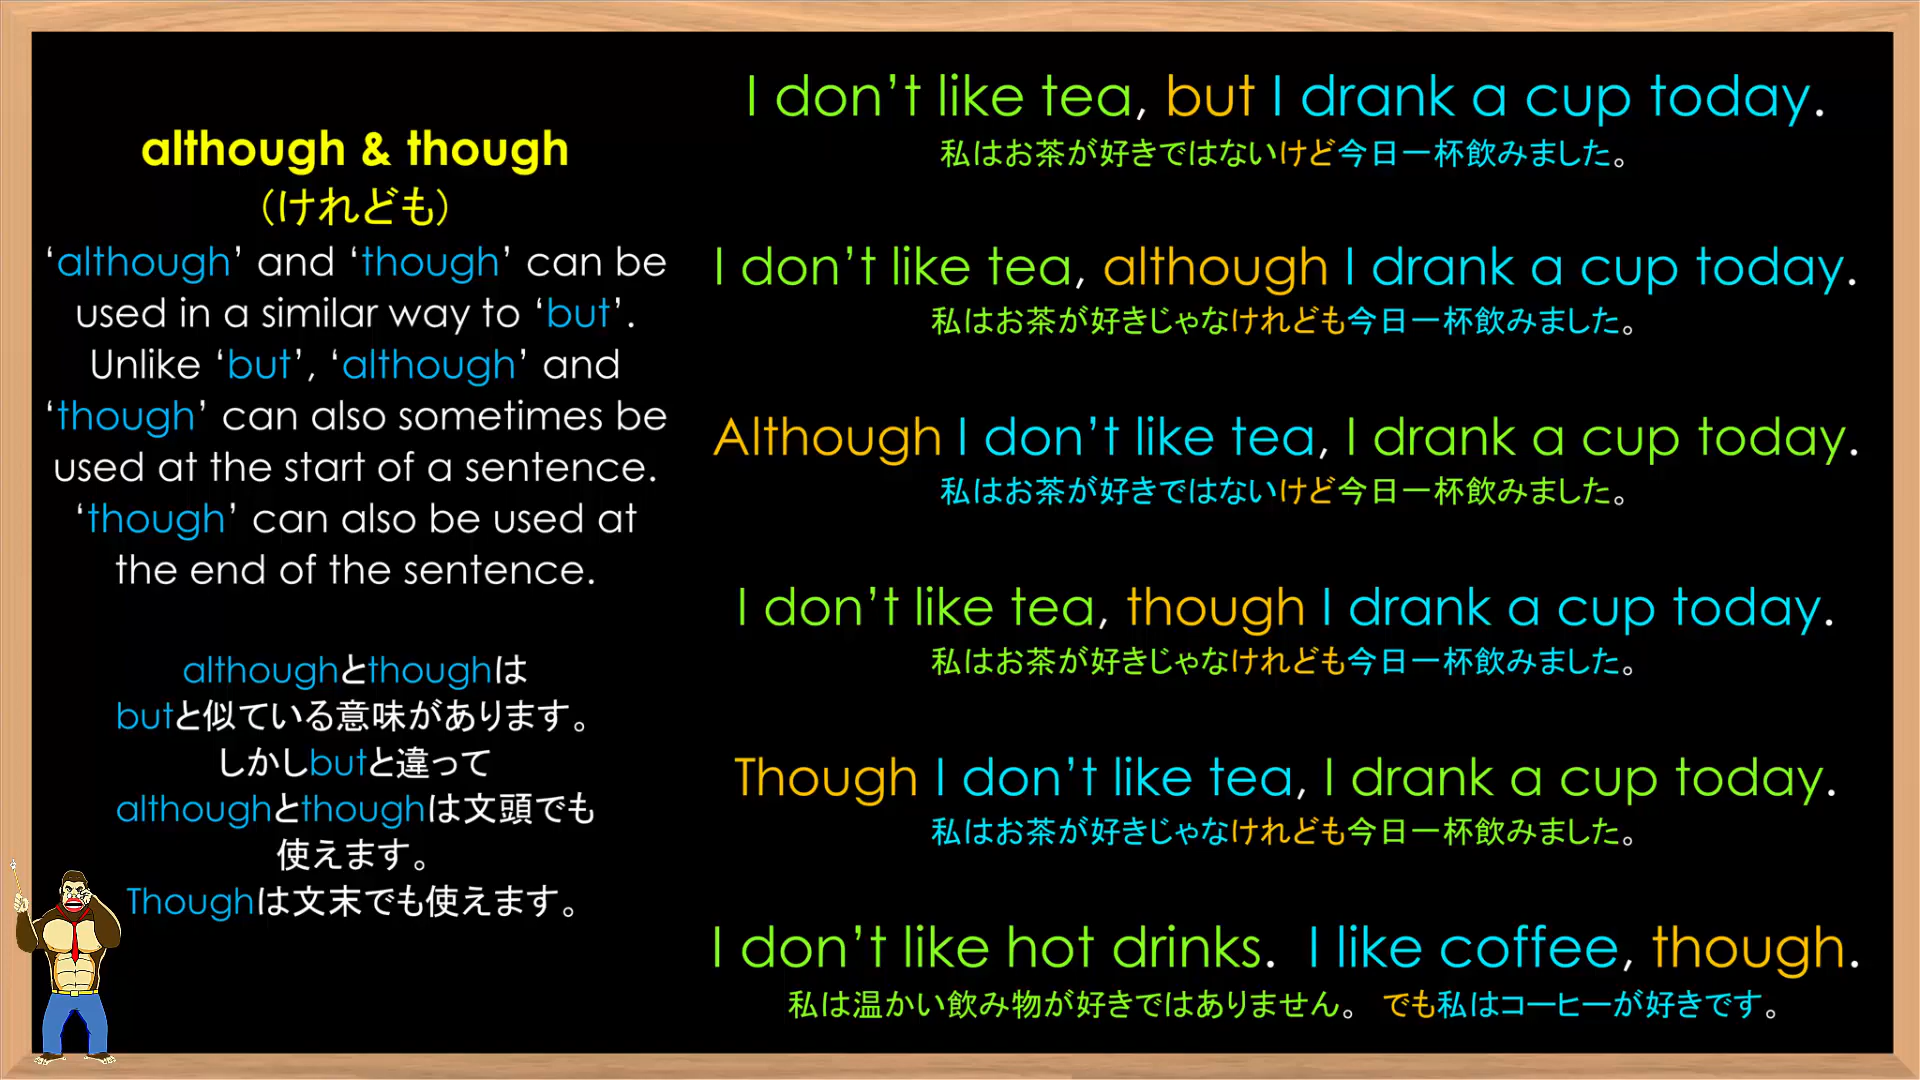 although & though
（けれども）
‘although’ and ‘though’ can be
used in a similar way to ‘but’.
Unlike ‘but’, ‘although’ and
‘though’ can also sometimes be
used at the start of a sentence.
‘though’ can also be used at
the end of the sentence.
althoughとthoughは
butと似ている意味があります。
しかしbutと違って
althoughとthoughは文頭でも
使えます。
Thoughは文末でも使えます。
I don’t like tea, but I drank a cup today.
私はお茶が好きではないけど今日一杯飲みました。
I don’t like tea, although I drank a cup today.
私はお茶が好きじゃなけれども今日一杯飲みました。
Although I don’t like tea, I drank a cup today.
私はお茶が好きではないけど今日一杯飲みました。
I don’t like tea, though I drank a cup today.
私はお茶が好きじゃなけれども今日一杯飲みました。
Though I don’t like tea, I drank a cup today.
私はお茶が好きじゃなけれども今日一杯飲みました。
I don’t like hot drinks. I like coffee, though.
私は温かい飲み物が好きではありません。 でも私はコーヒーが好きです。